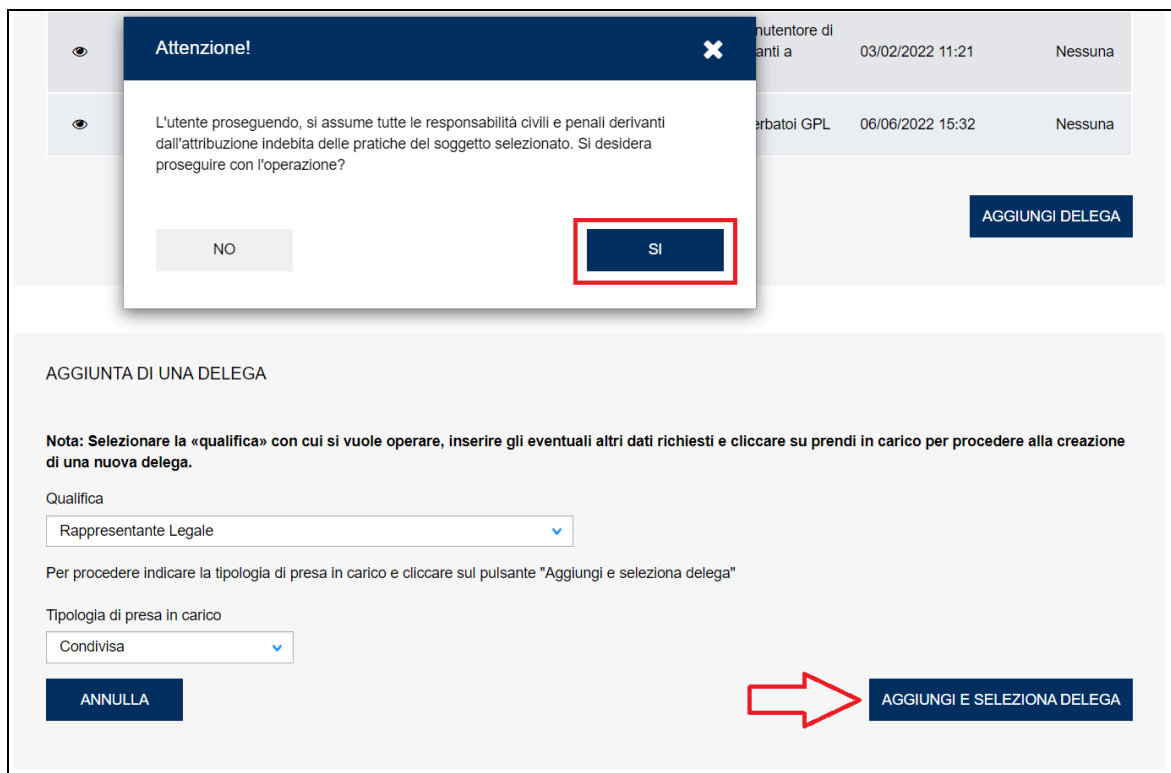 Attenzione!
nutentore di
anti a
03/02/2022 11:21
Nessuna
L'utente proseguendo, si assume tutte le responsabilità civili e penali derivanti
dall'attribuzione indebita delle pratiche del soggetto selezionato. Si desidera
proseguire con l'operazione?
erbatoi GPL
06/06/2022 15:32
Nessuna
NO
SI
AGGIUNGI DELEGA
AGGIUNTA DI UNA DELEGA
Nota: Selezionare la «qualifica» con cui si vuole operare, inserire gli eventuali altri dati richiesti e cliccare su prendi in carico per procedere alla creazione
di una nuova delega.
Qualifica
Rappresentante Legale
Per procedere indicare la tipologia di presa in carico e cliccare sul pulsante "Aggiungi e seleziona delega"
Tipologia di presa in carico
Condivisa
ANNULLA
AGGIUNGI E SELEZIONA DELEGA